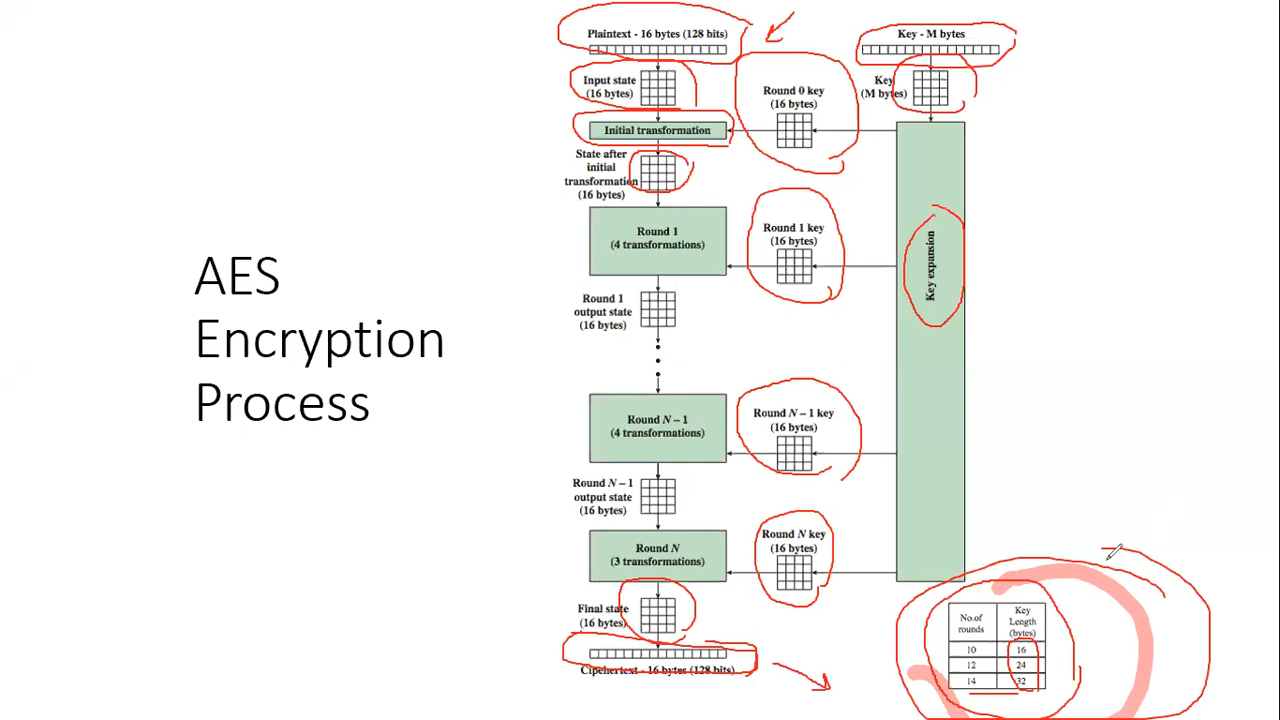 AES
Encryption
Process
Plaintext - 16 bytes (128 bits)
Key - M bytes
Input state
(16 bytes)
Key
(M bytes)
Round 0 key
(16 bytes)
Initial transformation
State after
initial
transformation
(16 bytes)
Round 1
(4 transformations)
Round 1 key
(16 bytes)
Key expansion
Round 1
output state
(16 bytes)
Round N – 1
(4 transformations)
Round N – 1 key
(16 bytes)
Round N – 1
output state
(16 bytes)
Round N
(3 transformations)
Round N key
(16 bytes)
Final state
(16 bytes)
Cipehertext - 16 bytes (128 bits)
No.of
rounds
Key
Length
(bytes)
10 16
12 24
14 32